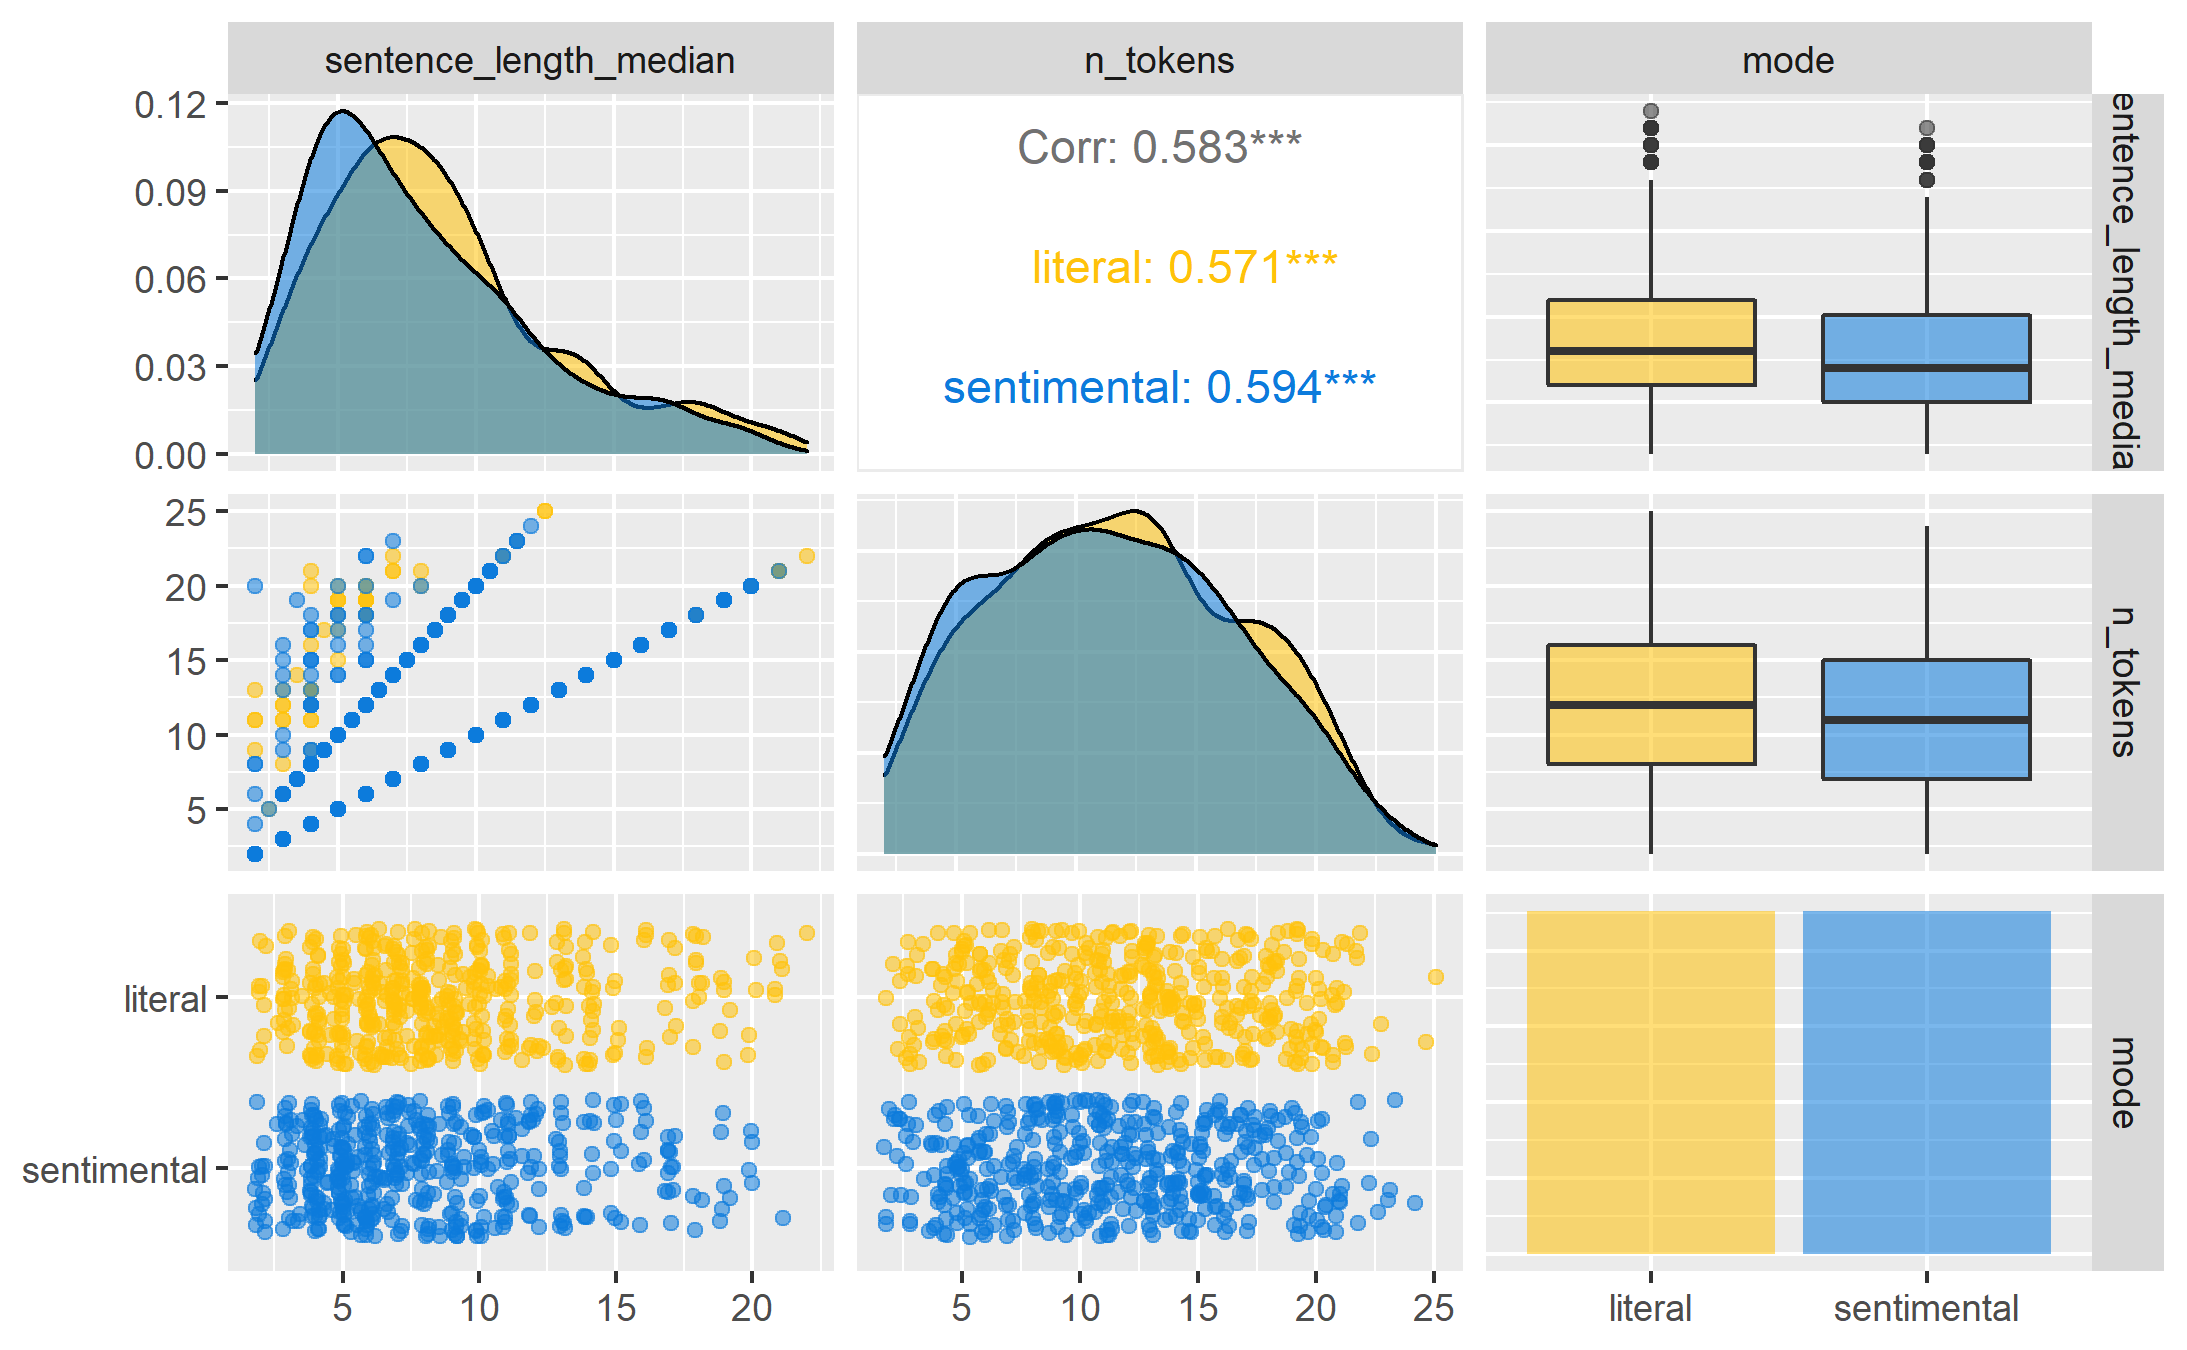 sentence_length_median
n_tokens
mode
0.12
0.09
0.06
0.03
0.00
Corr: 0.583***
literal: 0.571***
sentimental: 0.594***
entence_length_media
25
20
15
10
5
n_tokens
literal
sentimental
mode
5
10
15
20
5
10
15
20
25
literal
sentimental